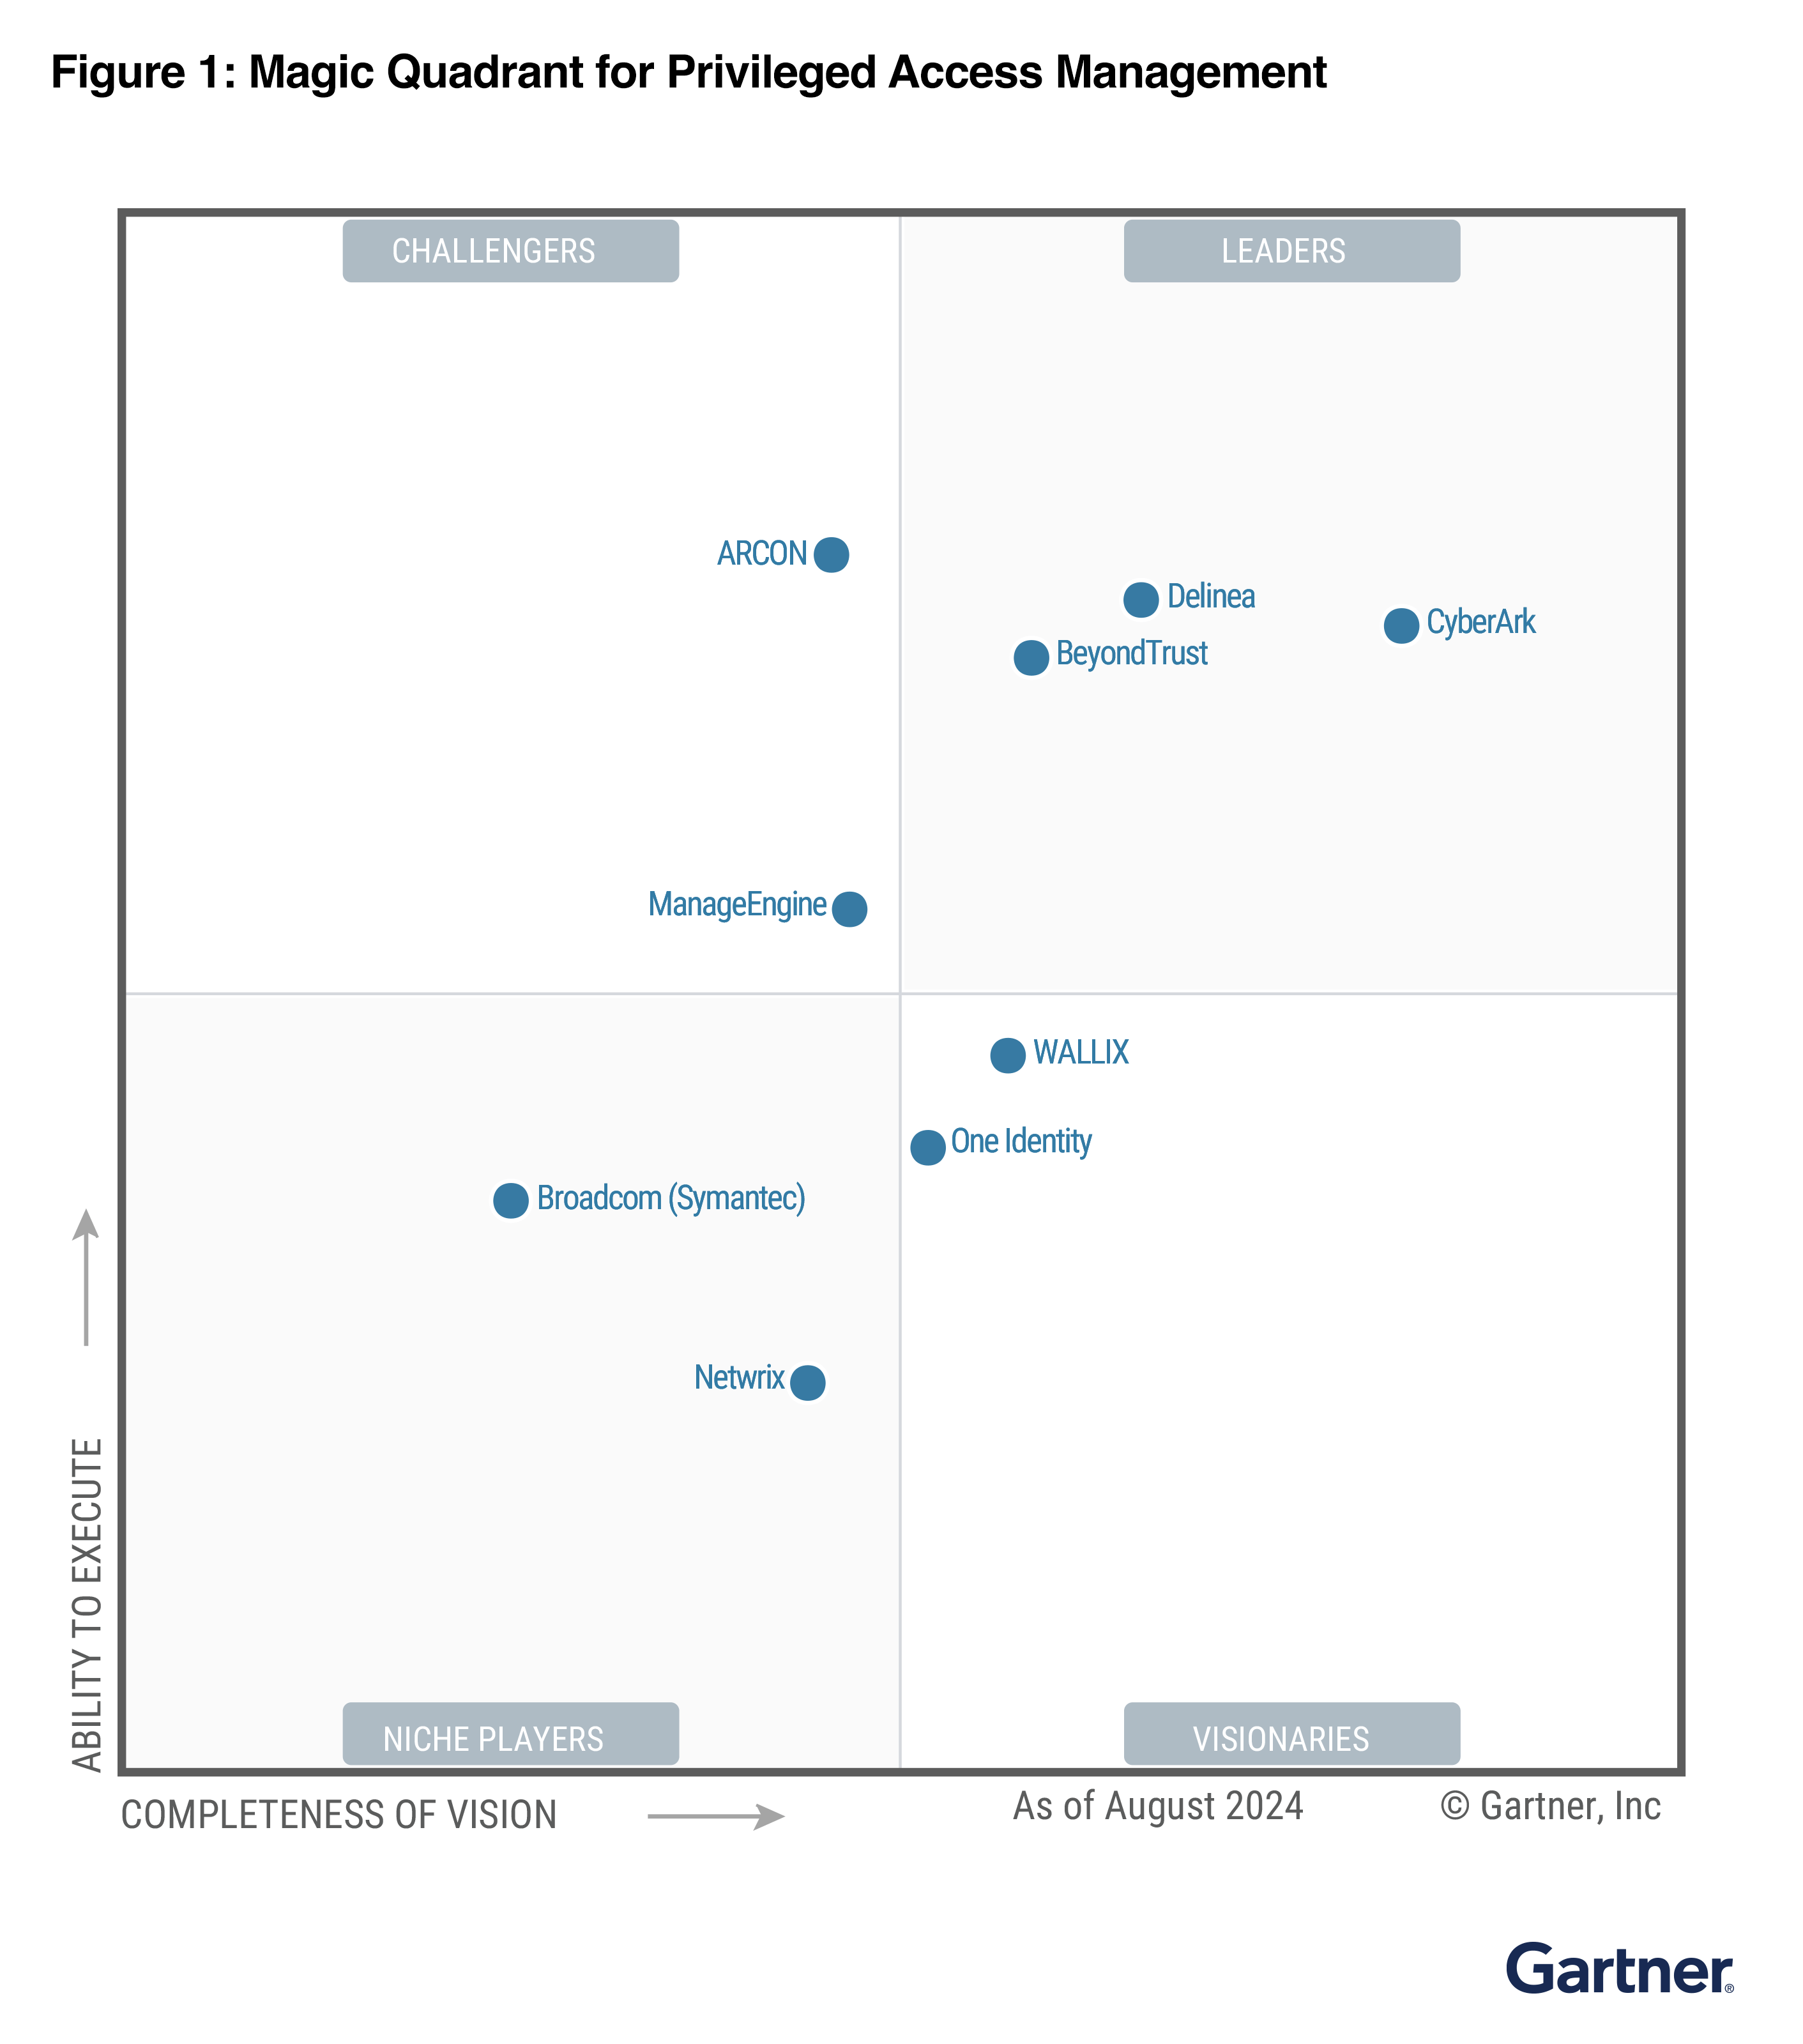 Figure 1: Magic Quadrant for Privileged Access Management
CHALLENGERS
LEADERS
ARCON
Delinea
CyberArk
BeyondTrust
ManageEngine
WALLIX
One Identity
Broadcom (Symantec)
Netwrix
ABILITY TO EXECUTE
NICHE PLAYERS
VISIONARIES
COMPLETENESS OF VISION
As of August 2024
© Gartner, Inc
Gartner®